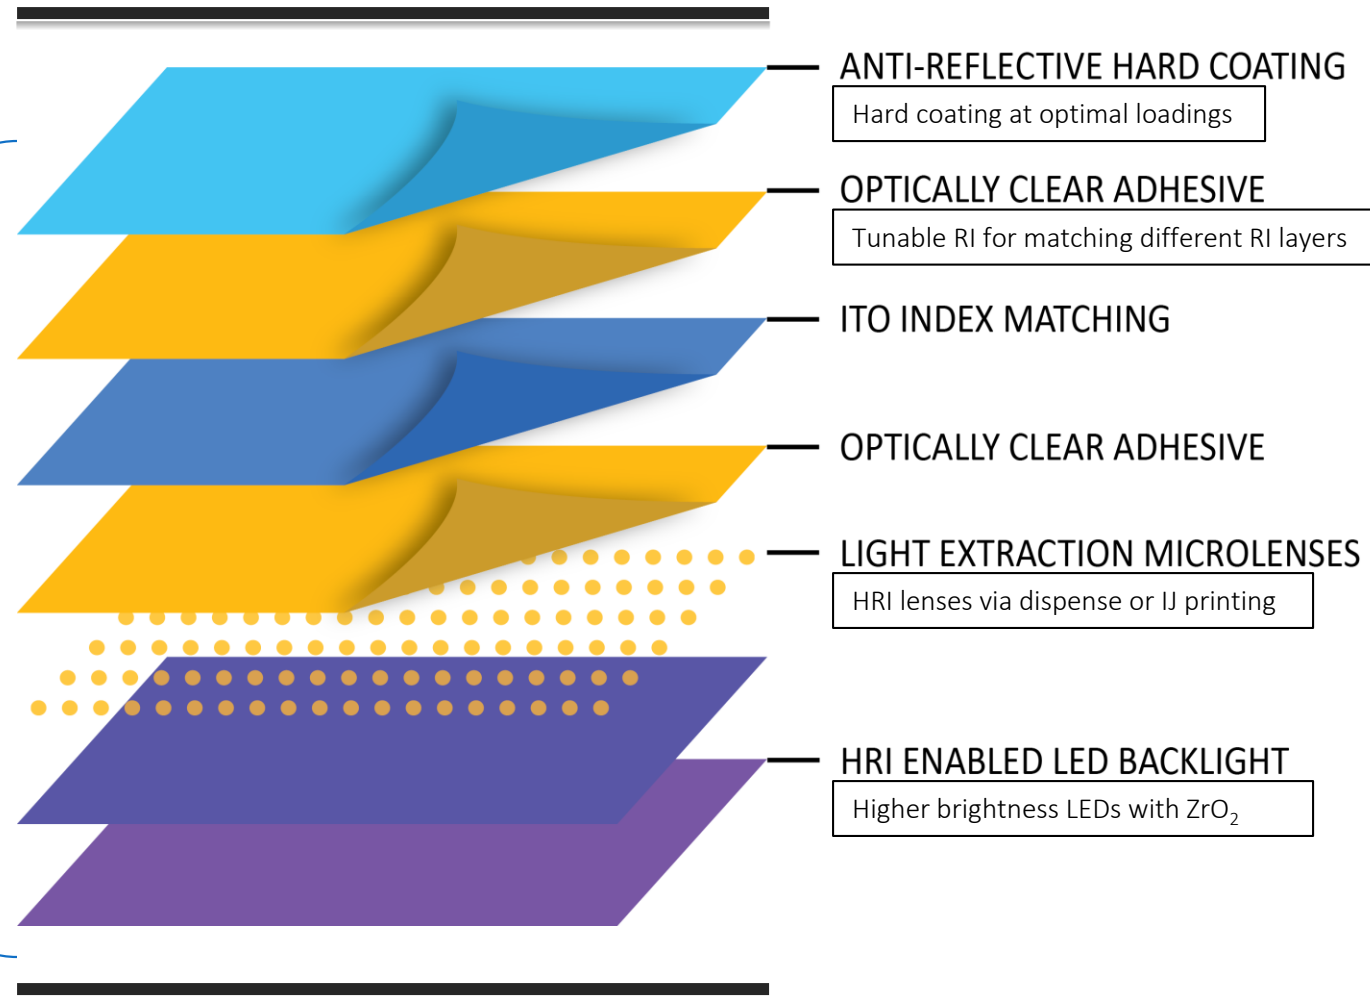 ANTI-REFLECTIVE HARD COATING
Hard coating at optimal loadings
OPTICALLY CLEAR ADHESIVE
Tunable RI for matching different RI layers
ITO INDEX MATCHING
OPTICALLY CLEAR ADHESIVE
LIGHT EXTRACTION MICROLENSES
HRI lenses via dispense or IJ printing
HRI ENABLED LED BACKLIGHT
Higher brightness LEDs with ZrO₂